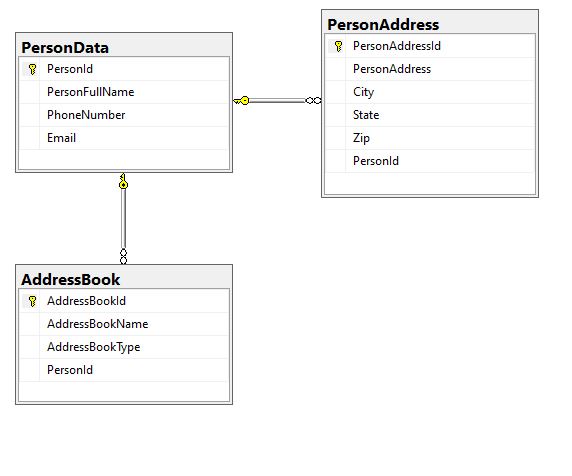 PersonData
PersonId
PersonFullName
PhoneNumber
Email
PersonAddress
PersonAddressId
PersonAddress
City
State
Zip
PersonId
AddressBook
AddressBookId
AddressBookName
AddressBookType
PersonId